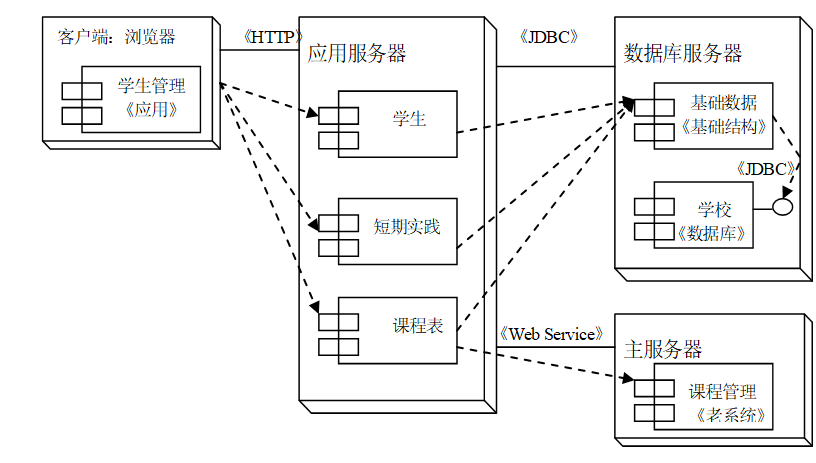 客户端：浏览器
学生管理
《应用》
《HTTP》
应用服务器
学生
短期实践
课程表
《JDBC》
数据库服务器
基础数据
《基础结构》
《JDBC》
学校
《数据库》
《Web Service》
主服务器
课程管理
《老系统》